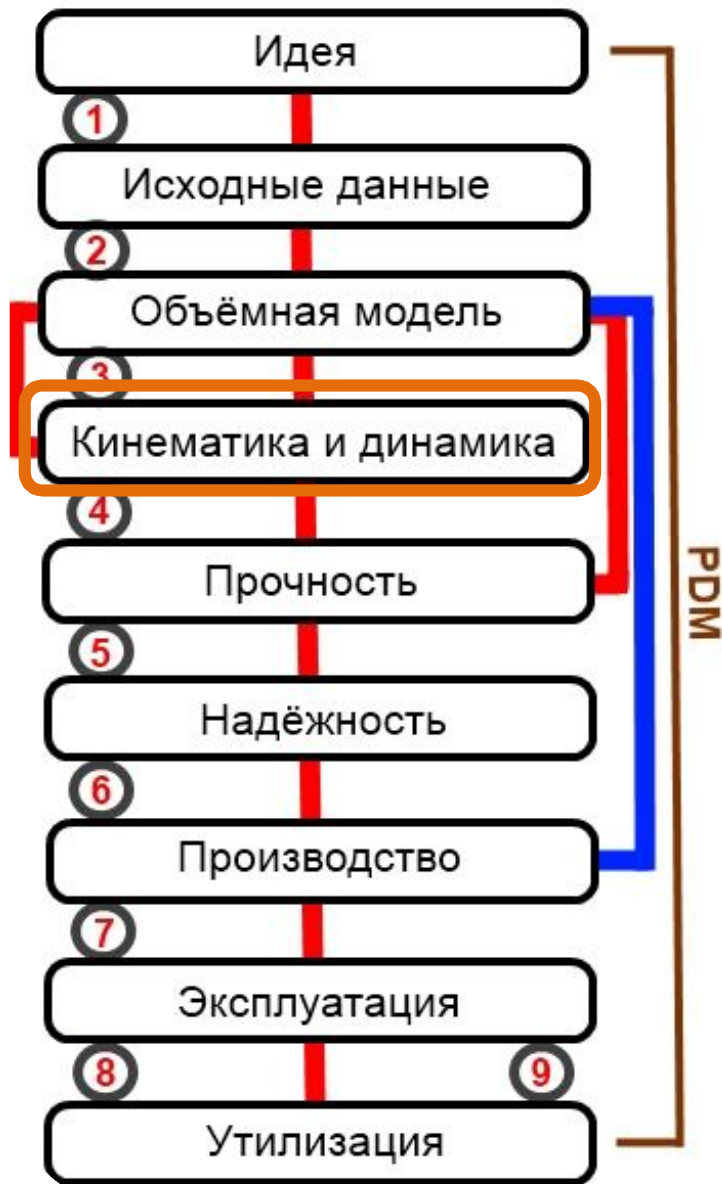 Идея
1
Исходные данные
2
Объёмная модель
3
Кинематика и динамика
4
Прочность
PDM
5
Надёжность
6
Производство
7
Эксплуатация
8
9
Утилизация